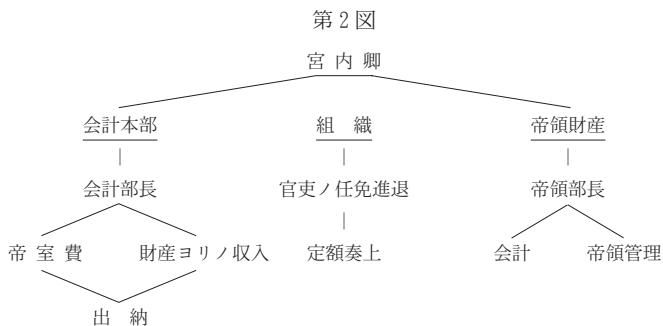 第2図
宮内卿
会計本部 組織 帝領財産
会計部長 官吏ノ任免進退 帝領部長
帝室費 財産ヨリノ収入 定額奏上 会計 帝領管理
出納